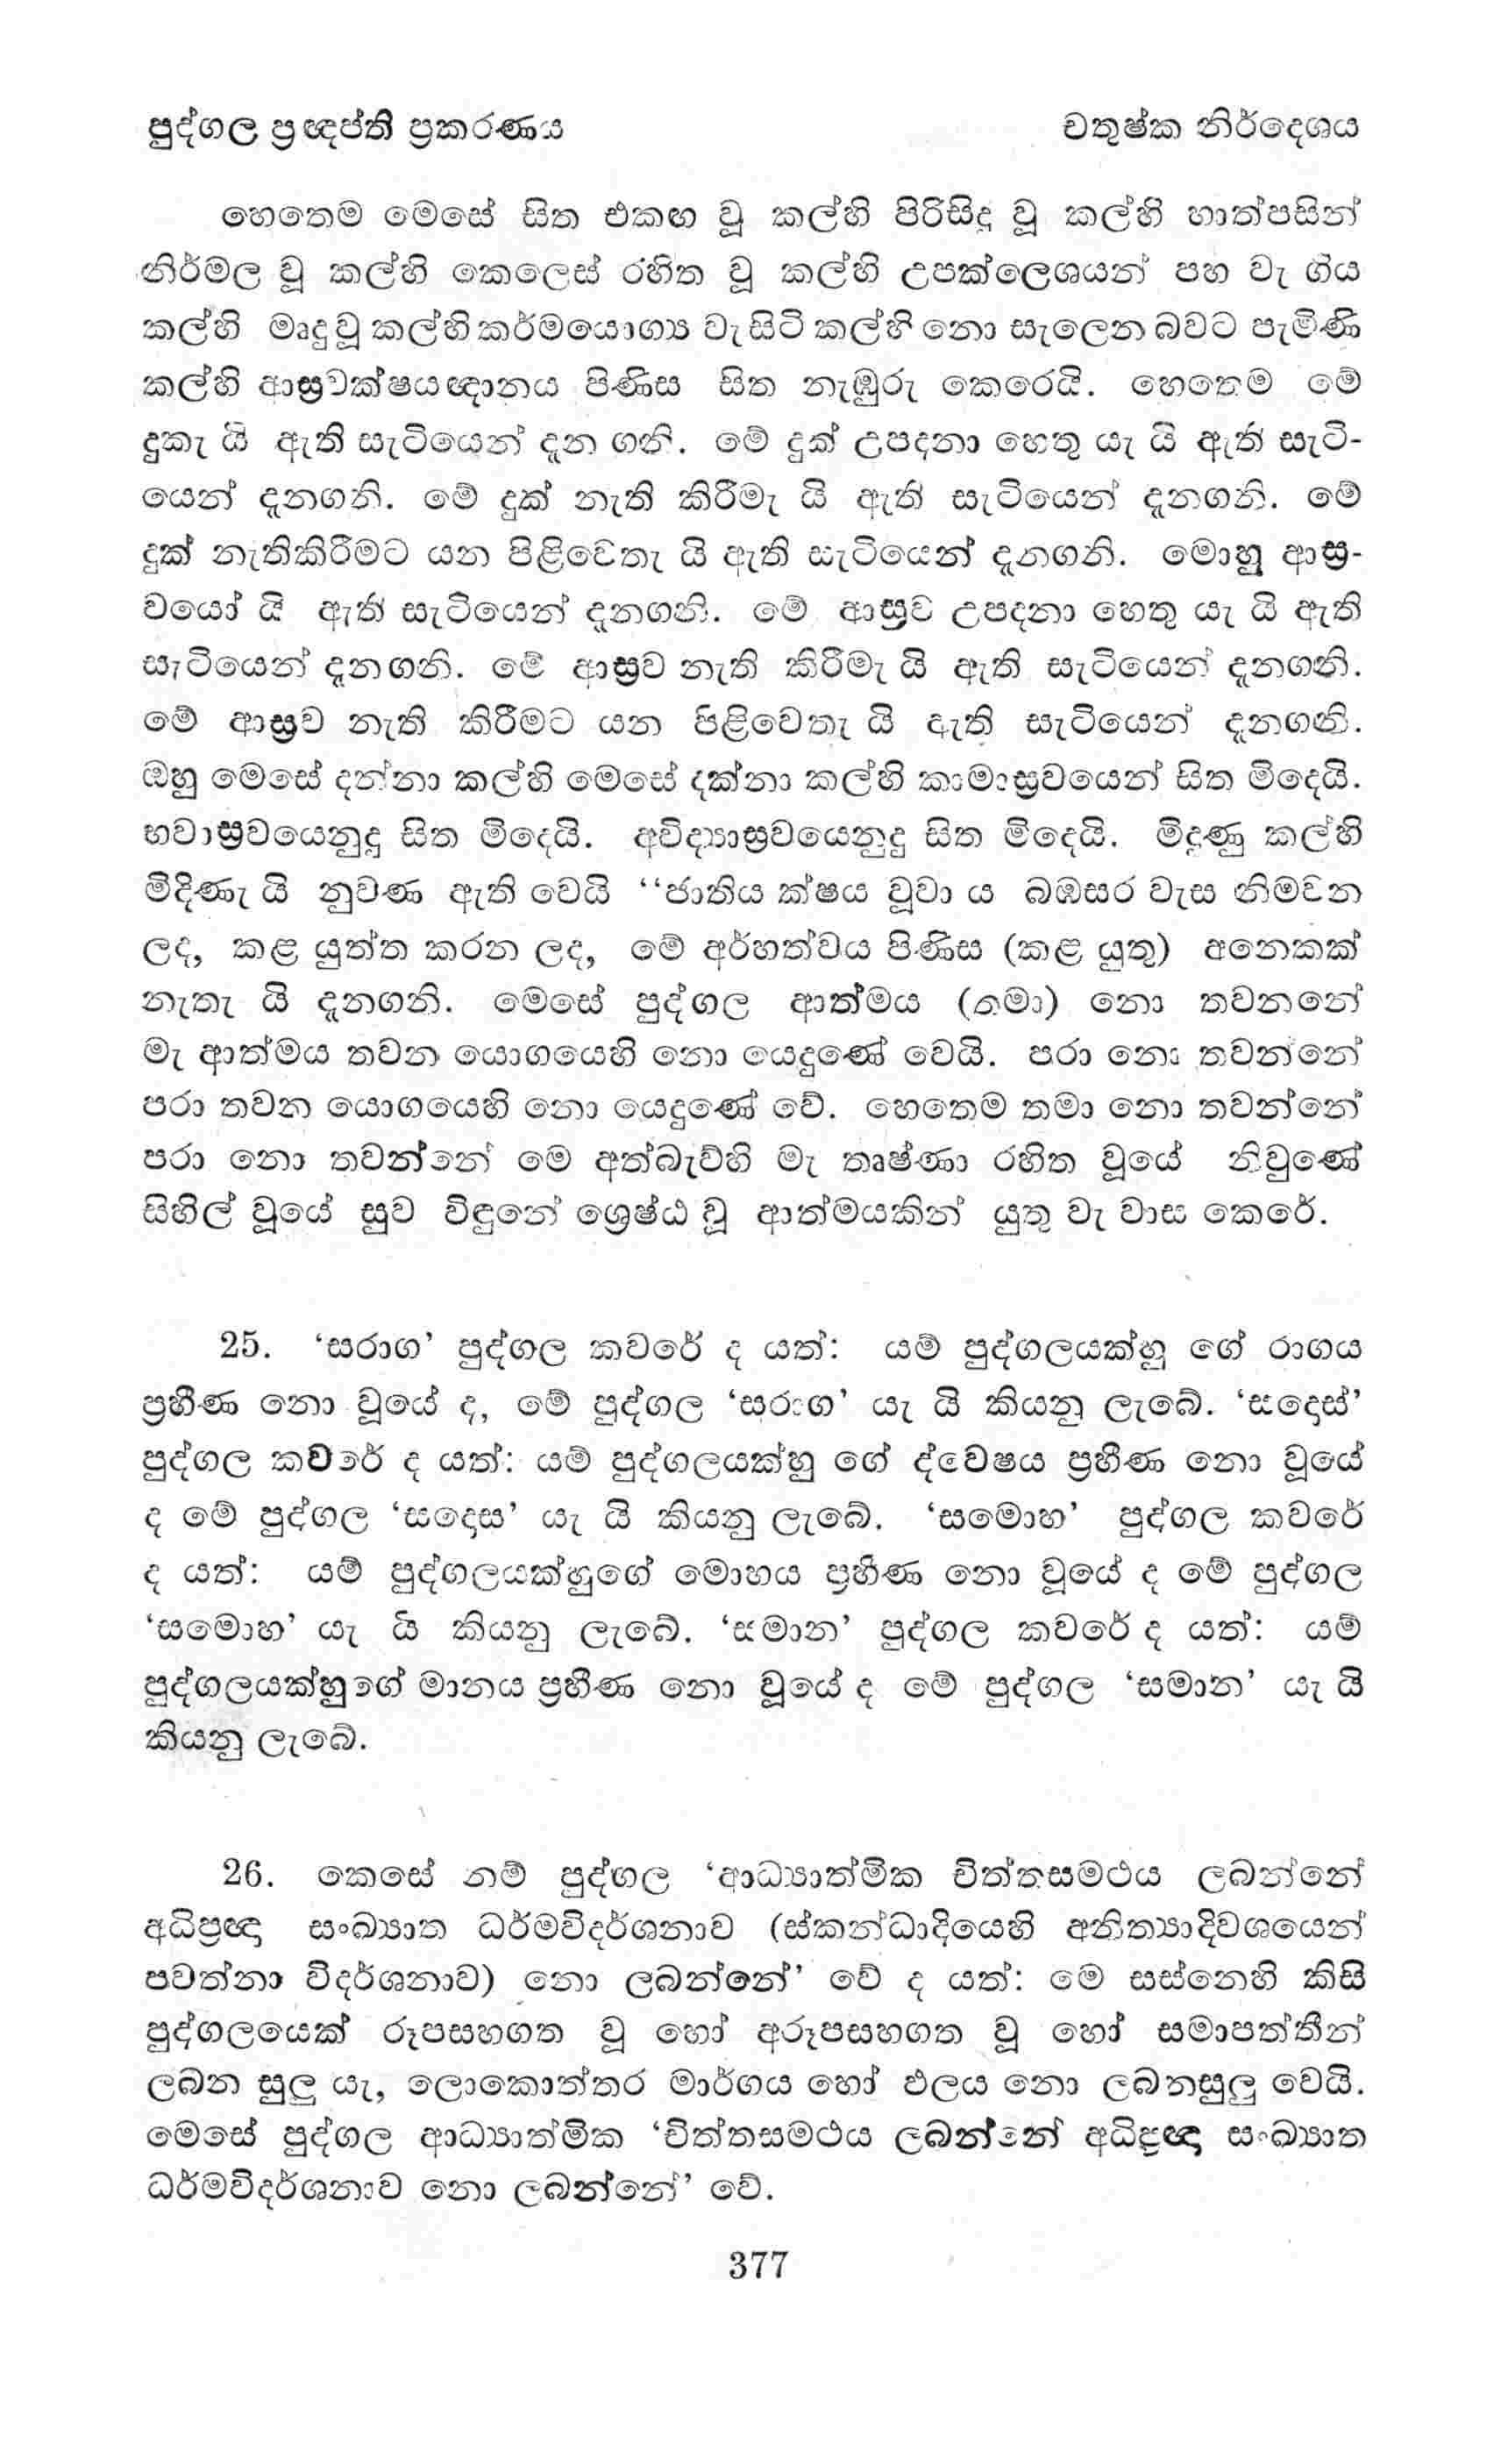 පුද්ගල ප්‍රඥප්ති ප්‍රකරණය
චතුෂ්ක නිර්දෙශය
හෙතෙම මෙසේ සිත එකඟ වූ කල්හි පිරිසිදු වූ කල්හි හාත්පසින්
නිර්මල වූ කල්හි කෙලෙස් රහිත වූ කල්හි උපක්ලෙශයන් පහ වැ ගිය
කල්හි මෘදු වූ කල්හි කර්මයොග්‍ය වැ සිටි කල්හි නො සැලෙන බවට පැමිණි
කල්හි ආස්‍රවක්ෂයඥානය පිණිස සිත නැඹුරු කෙරෙයි. හෙතෙම මේ
දුකැ යි ඇති සැටියෙන් දැන ගනි. මේ දුක් උපදනා හෙතු යැ යි ඇති සැටි-
යෙන් දැනගනි. මේ දුක් නැති කිරීමැ යි ඇති සැටියෙන් දැනගනි. මේ
දුක් නැතිකිරීමට යන පිළිවෙතැ යි ඇති සැටියෙන් දැනගනි. මොහු ආස්‍ර-
වයෝ යි ඇති සැටියෙන් දැනගනි. මේ ආස්‍රව උපදනා හෙතු යැ යි ඇති
සැටියෙන් දැනගනි. මේ ආස්‍රව නැති කිරීමැ යි ඇති සැටියෙන් දැනගනි.
මේ ආස්‍රව නැති කිරීමට යන පිළිවෙතැ යි ඇති සැටියෙන් දැනගනි.
ඔහු මෙසේ දන්නා කල්හි මෙසේ දක්නා කල්හි කාමාස්‍රවයෙන් සිත මිදෙයි.
භවාස්‍රවයෙනුදු සිත මිදෙයි. අවිද්‍යාස්‍රවයෙනුදු සිත මිදෙයි. මිදුණු කල්හි
මිදිණැ යි නුවණ ඇති වෙයි ‘‘ජාතිය ක්ෂය වූවා ය බඹසර වැස නිමවන
ලද, කළ යුත්ත කරන ලද, මේ අර්හත්වය පිණිස (කළ යුතු) අනෙකක්
නැතැ යි දැනගනි. මෙසේ පුද්ගල ආත්මය (තමා) නො තවනනේ
මැ ආත්මය තවන යොගයෙහි නො යෙදුණේ වෙයි. පරා නො තවන්නේ
පරා තවන යොගයෙහි නො යෙදුණේ වේ. හෙතෙම තමා නො තවන්නේ
පරා නො තවන්නේ මෙ අත්බැව්හි මැ තෘෂ්ණා රහිත වූයේ නිවුණේ
සිහිල් වූයේ සුව විඳුනේ ශ්‍රෙෂ්ඨ වූ ආත්මයකින් යුතු වැ වාස කෙරේ.
25. ‘සරාග’ පුද්ගල කවරේ ද යත්: යම් පුද්ගලයක්හු ගේ රාගය
ප්‍රහීණ නො වූයේ ද, මේ පුද්ගල ‘සරාග’ යැ යි කියනු ලැබේ. ‘සදොස්’
පුද්ගල කවරේ ද යත්: යම් පුද්ගලයක්හු ගේ ද්වෙෂය ප්‍රහීණ නො වූයේ
ද මේ පුද්ගල ‘සදොස’ යැ යි කියනු ලැබේ. ‘සමොහ’ පුද්ගල කවරේ
ද යත්: යම් පුද්ගලයක්හුගේ මොහය ප්‍රහීණ නො වූයේ ද මේ පුද්ගල
‘සමොහ’ යැ යි කියනු ලැබේ. ‘සමාන’ පුද්ගල කවරේ ද යත්: යම්
පුද්ගලයක්හුගේ මානය ප්‍රහීණ නො වූයේ ද මේ පුද්ගල ‘සමාන’ යැ යි
කියනු ලැබේ.
26. කෙසේ නම් පුද්ගල ‘ආධ්‍යාත්මික චිත්තසමථය ලබන්නේ
අධිප්‍රඥා සංඛ්‍යාත ධර්මවිදර්ශනාව (ස්කන්ධාදියෙහි අනිත්‍යාදිවශයෙන්
පවත්නා විදර්ශනාව) නො ලබන්නේ’ වේ ද යත්: මෙ සස්නෙහි කිසි
පුද්ගලයෙක් රූපසහගත වූ හෝ අරූපසහගත වූ හෝ සමාපත්තීන්
ලබන සුලු යැ, ලොකොත්තර මාර්ගය හෝ ඵලය නො ලබනසුලු වෙයි.
මෙසේ පුද්ගල ආධ්‍යාත්මික ‘චිත්තසමථය ලබන්නේ අධිප්‍රඥා සංඛ්‍යාත
ධර්මවිදර්ශනාව නො ලබන්නේ’ වේ.
377